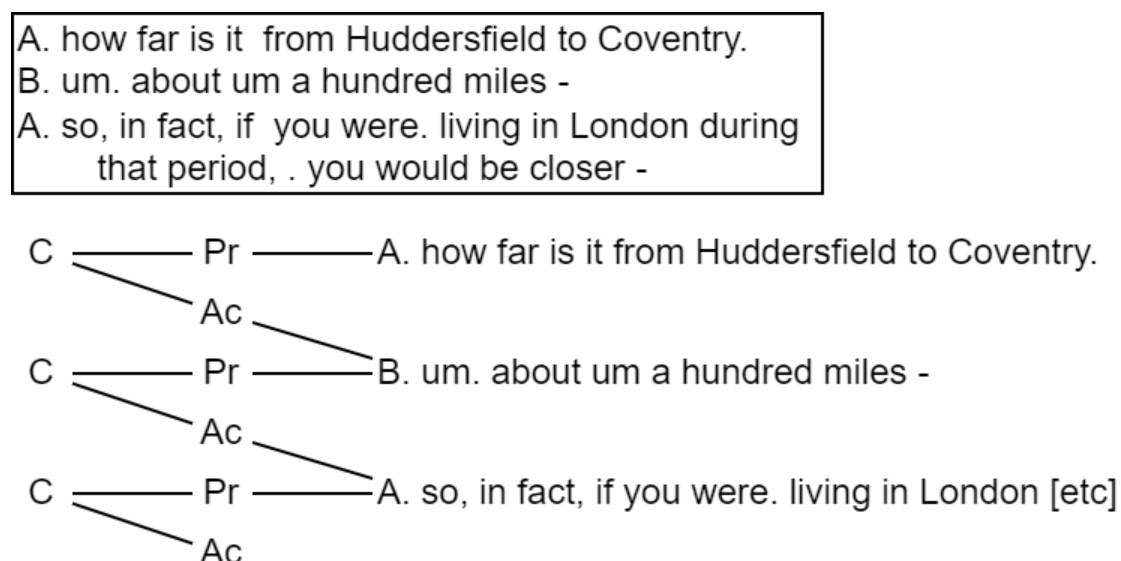 A. how far is it from Huddersfield to Coventry.
B. um. about um a hundred miles -
A. so, in fact, if you were. living in London during
that period, . you would be closer -
C Pr A. how far is it from Huddersfield to Coventry.
Ac
C Pr B. um. about um a hundred miles -
Ac
C Pr A. so, in fact, if you were. living in London [etc]
Ac